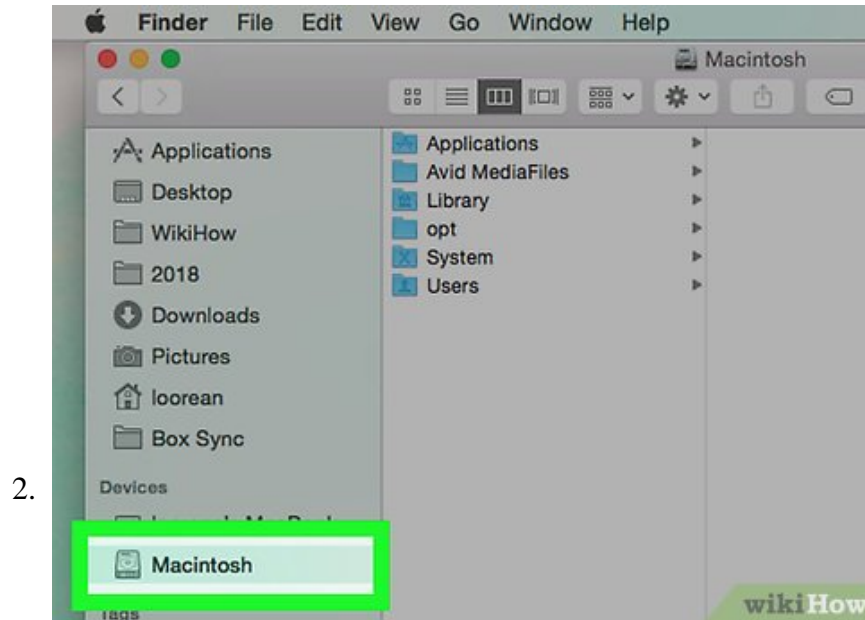 Finder File Edit View Go Window Help
Macintosh
Applications
Desktop
WikiHow
2018
Downloads
Pictures
loorean
Box Sync
Devices
Macintosh
Tags
Applications
Avid MediaFiles
Library
opt
System
Users
2.
wikiHow